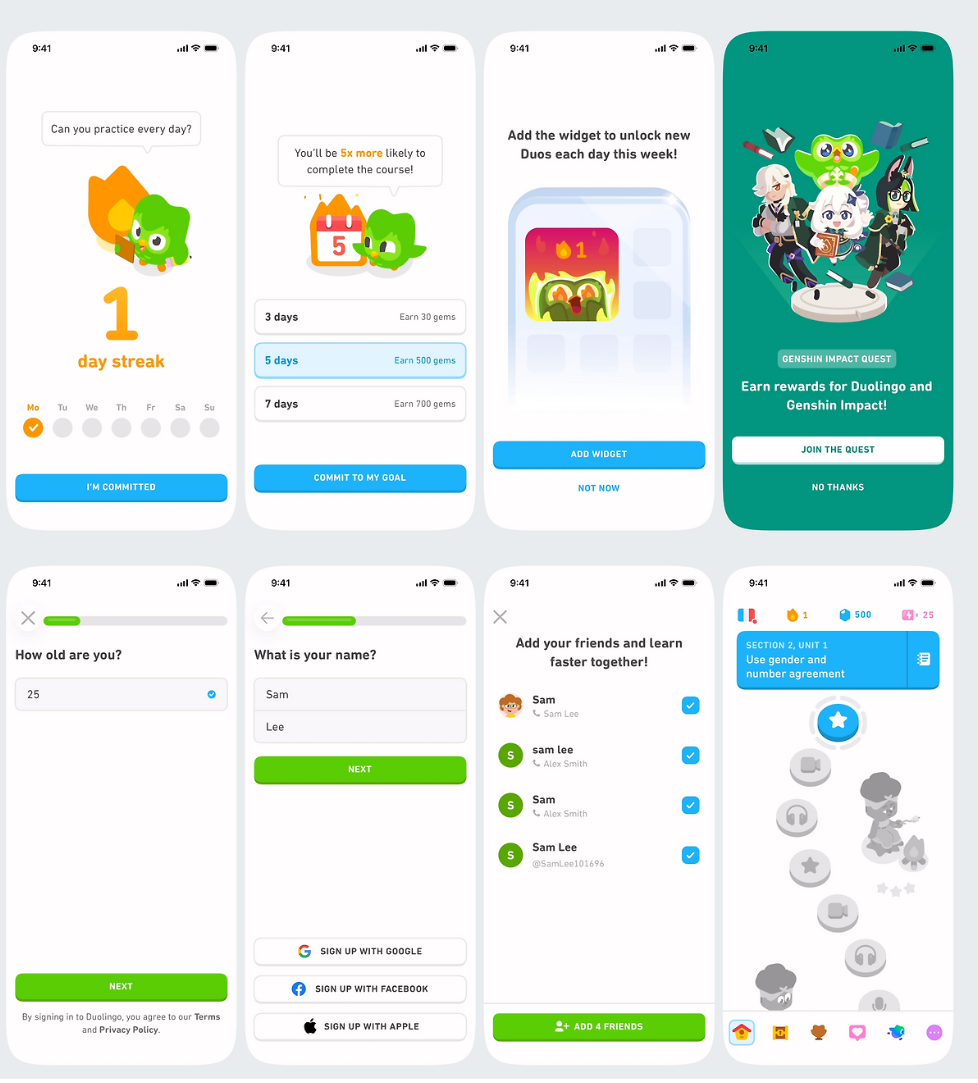 9:41
Can you practice every day?
1
day streak
Mo Tu We Th Fr Sa Su
I'M COMMITTED
9:41
You'll be 5x more likely to
complete the course!
5
3 days Earn 30 gems
5 days Earn 500 gems
7 days Earn 700 gems
COMMIT TO MY GOAL
9:41
Add the widget to unlock new
Duos each day this week!
1
ADD WIDGET
NOT NOW
9:41
GENSHIN IMPACT QUEST
Earn rewards for Duolingo and
Genshin Impact!
JOIN THE QUEST
NO THANKS
9:41
How old are you?
25
NEXT
By signing in to Duolingo, you agree to our Terms
and Privacy Policy.
9:41
What is your name?
Sam
Lee
NEXT
SIGN UP WITH GOOGLE
SIGN UP WITH FACEBOOK
SIGN UP WITH APPLE
9:41
Add your friends and learn
faster together!
Sam
Sam Lee
S
sam lee
Alex Smith
S
Sam
Alex Smith
S
Sam Lee
@SamLee101696
ADD 4 FRIENDS
9:41
1 500 25
SECTION 2, UNIT 1
Use gender and
number agreement